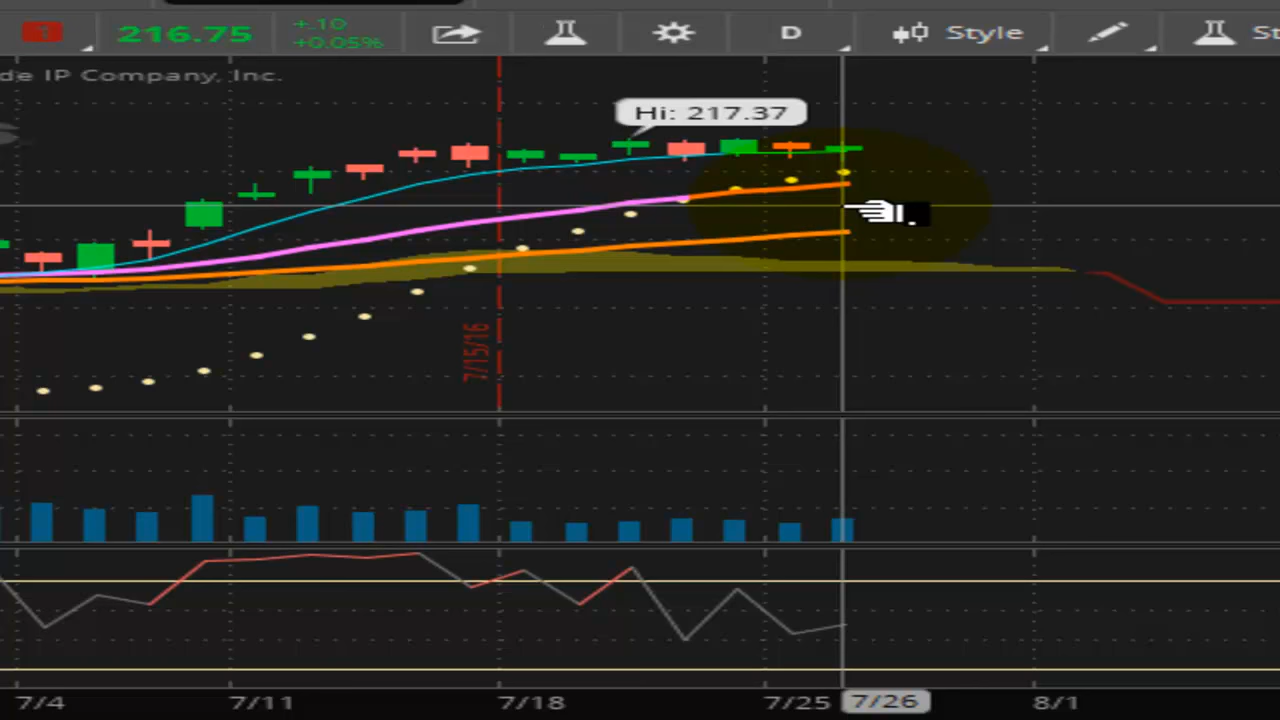 216.75
+.10
+0.05%
D
Style
St
de IP Company, Inc.
Hi: 217.37
7/15/16
7/4
7/11
7/18
7/25
7/26
8/1